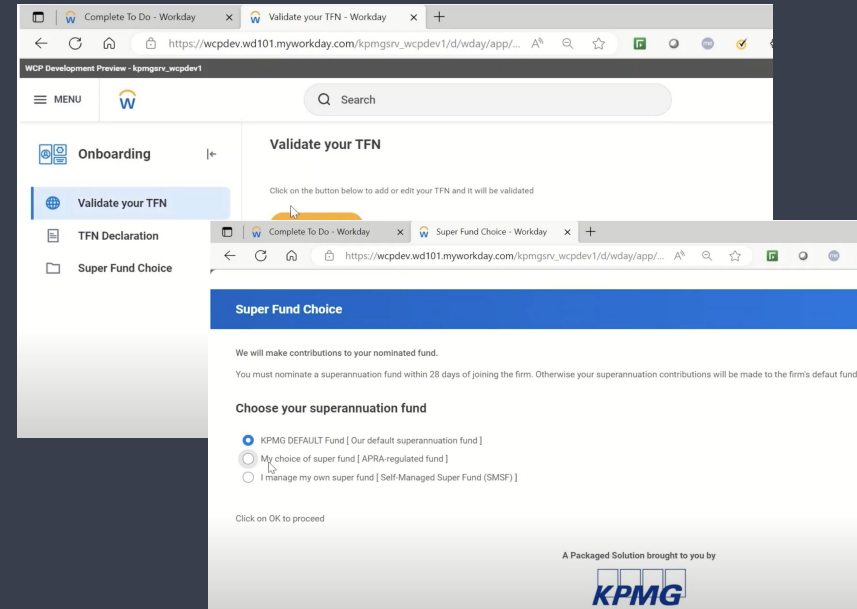 Complete To Do - Workday
Validate your TFN - Workday
https://wcpdev.wd101.myworkday.com/kpmgsrv_wcpdev1/d/wday/app/...
WCP Development Preview - kpmgsrv_wcpdev1
MENU
Search
Onboarding
Validate your TFN
TFN Declaration
Super Fund Choice
Validate your TFN
Click on the button below to add or edit your TFN and it will be validated
Complete To Do - Workday
Super Fund Choice - Workday
https://wcpdev.wd101.myworkday.com/kpmgsrv_wcpdev1/d/wday/app/...
Super Fund Choice
We will make contributions to your nominated fund.
You must nominate a superannuation fund within 28 days of joining the firm. Otherwise your superannuation contributions will be made to the firm's defaut fund
Choose your superannuation fund
KPMG DEFAULT Fund [ Our default superannuation fund ]
My choice of super fund [ APRA-regulated fund ]
I manage my own super fund [ Self-Managed Super Fund (SMSF) ]
Click on OK to proceed
A Packaged Solution brought to you by
KPMG